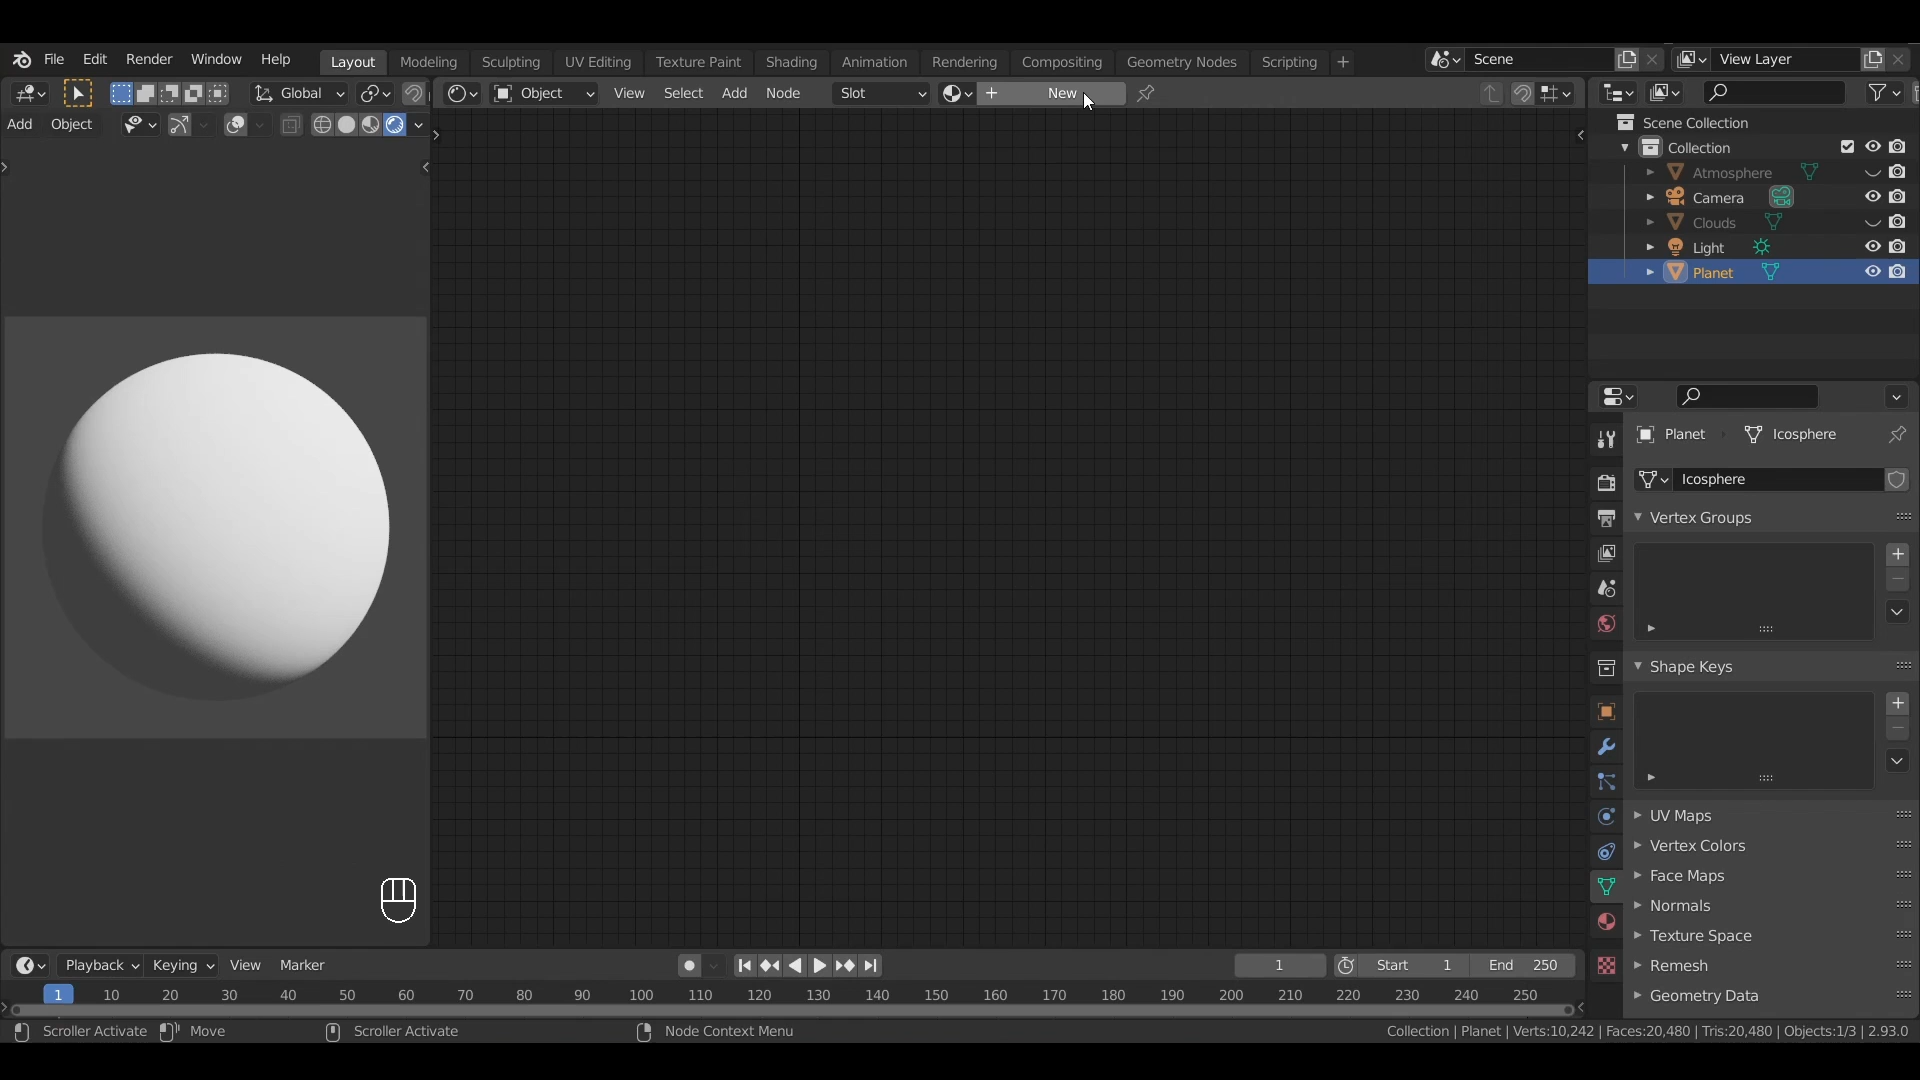 File Edit Render Window Help Layout Modeling Sculpting UV Editing Texture Paint Shading Animation Rendering Compositing Geometry Nodes Scripting + Scene View Layer
Global Object View Select Add Node Slot + New
Add Object
Scene Collection
Collection
Atmosphere
Camera
Clouds
Light
Planet
Planet Icosphere
Icosphere
Vertex Groups
Shape Keys
UV Maps
Vertex Colors
Face Maps
Normals
Texture Space
Remesh
Geometry Data
Playback Keying View Marker 1 Start 1 End 250
1 10 20 30 40 50 60 70 80 90 100 110 120 130 140 150 160 170 180 190 200 210 220 230 240 250
Scroller Activate Move Scroller Activate Node Context Menu Collection | Planet | Verts:10,242 | Faces:20,480 | Tris:20,480 | Objects:1/3 | 2.93.0